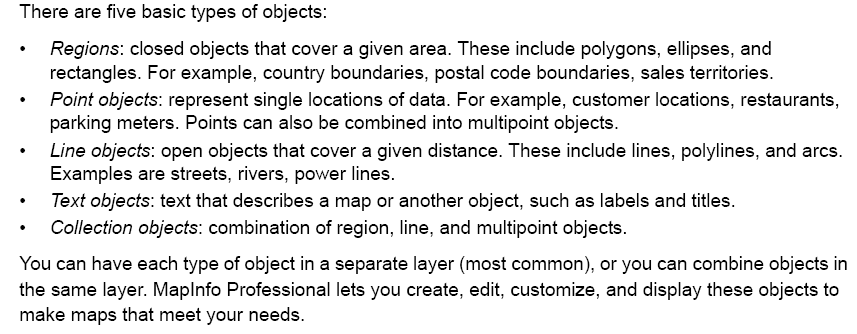 There are five basic types of objects:
• Regions: closed objects that cover a given area. These include polygons, ellipses, and
rectangles. For example, country boundaries, postal code boundaries, sales territories.
• Point objects: represent single locations of data. For example, customer locations, restaurants,
parking meters. Points can also be combined into multipoint objects.
• Line objects: open objects that cover a given distance. These include lines, polylines, and arcs.
Examples are streets, rivers, power lines.
• Text objects: text that describes a map or another object, such as labels and titles.
• Collection objects: combination of region, line, and multipoint objects.
You can have each type of object in a separate layer (most common), or you can combine objects in
the same layer. MapInfo Professional lets you create, edit, customize, and display these objects to
make maps that meet your needs.